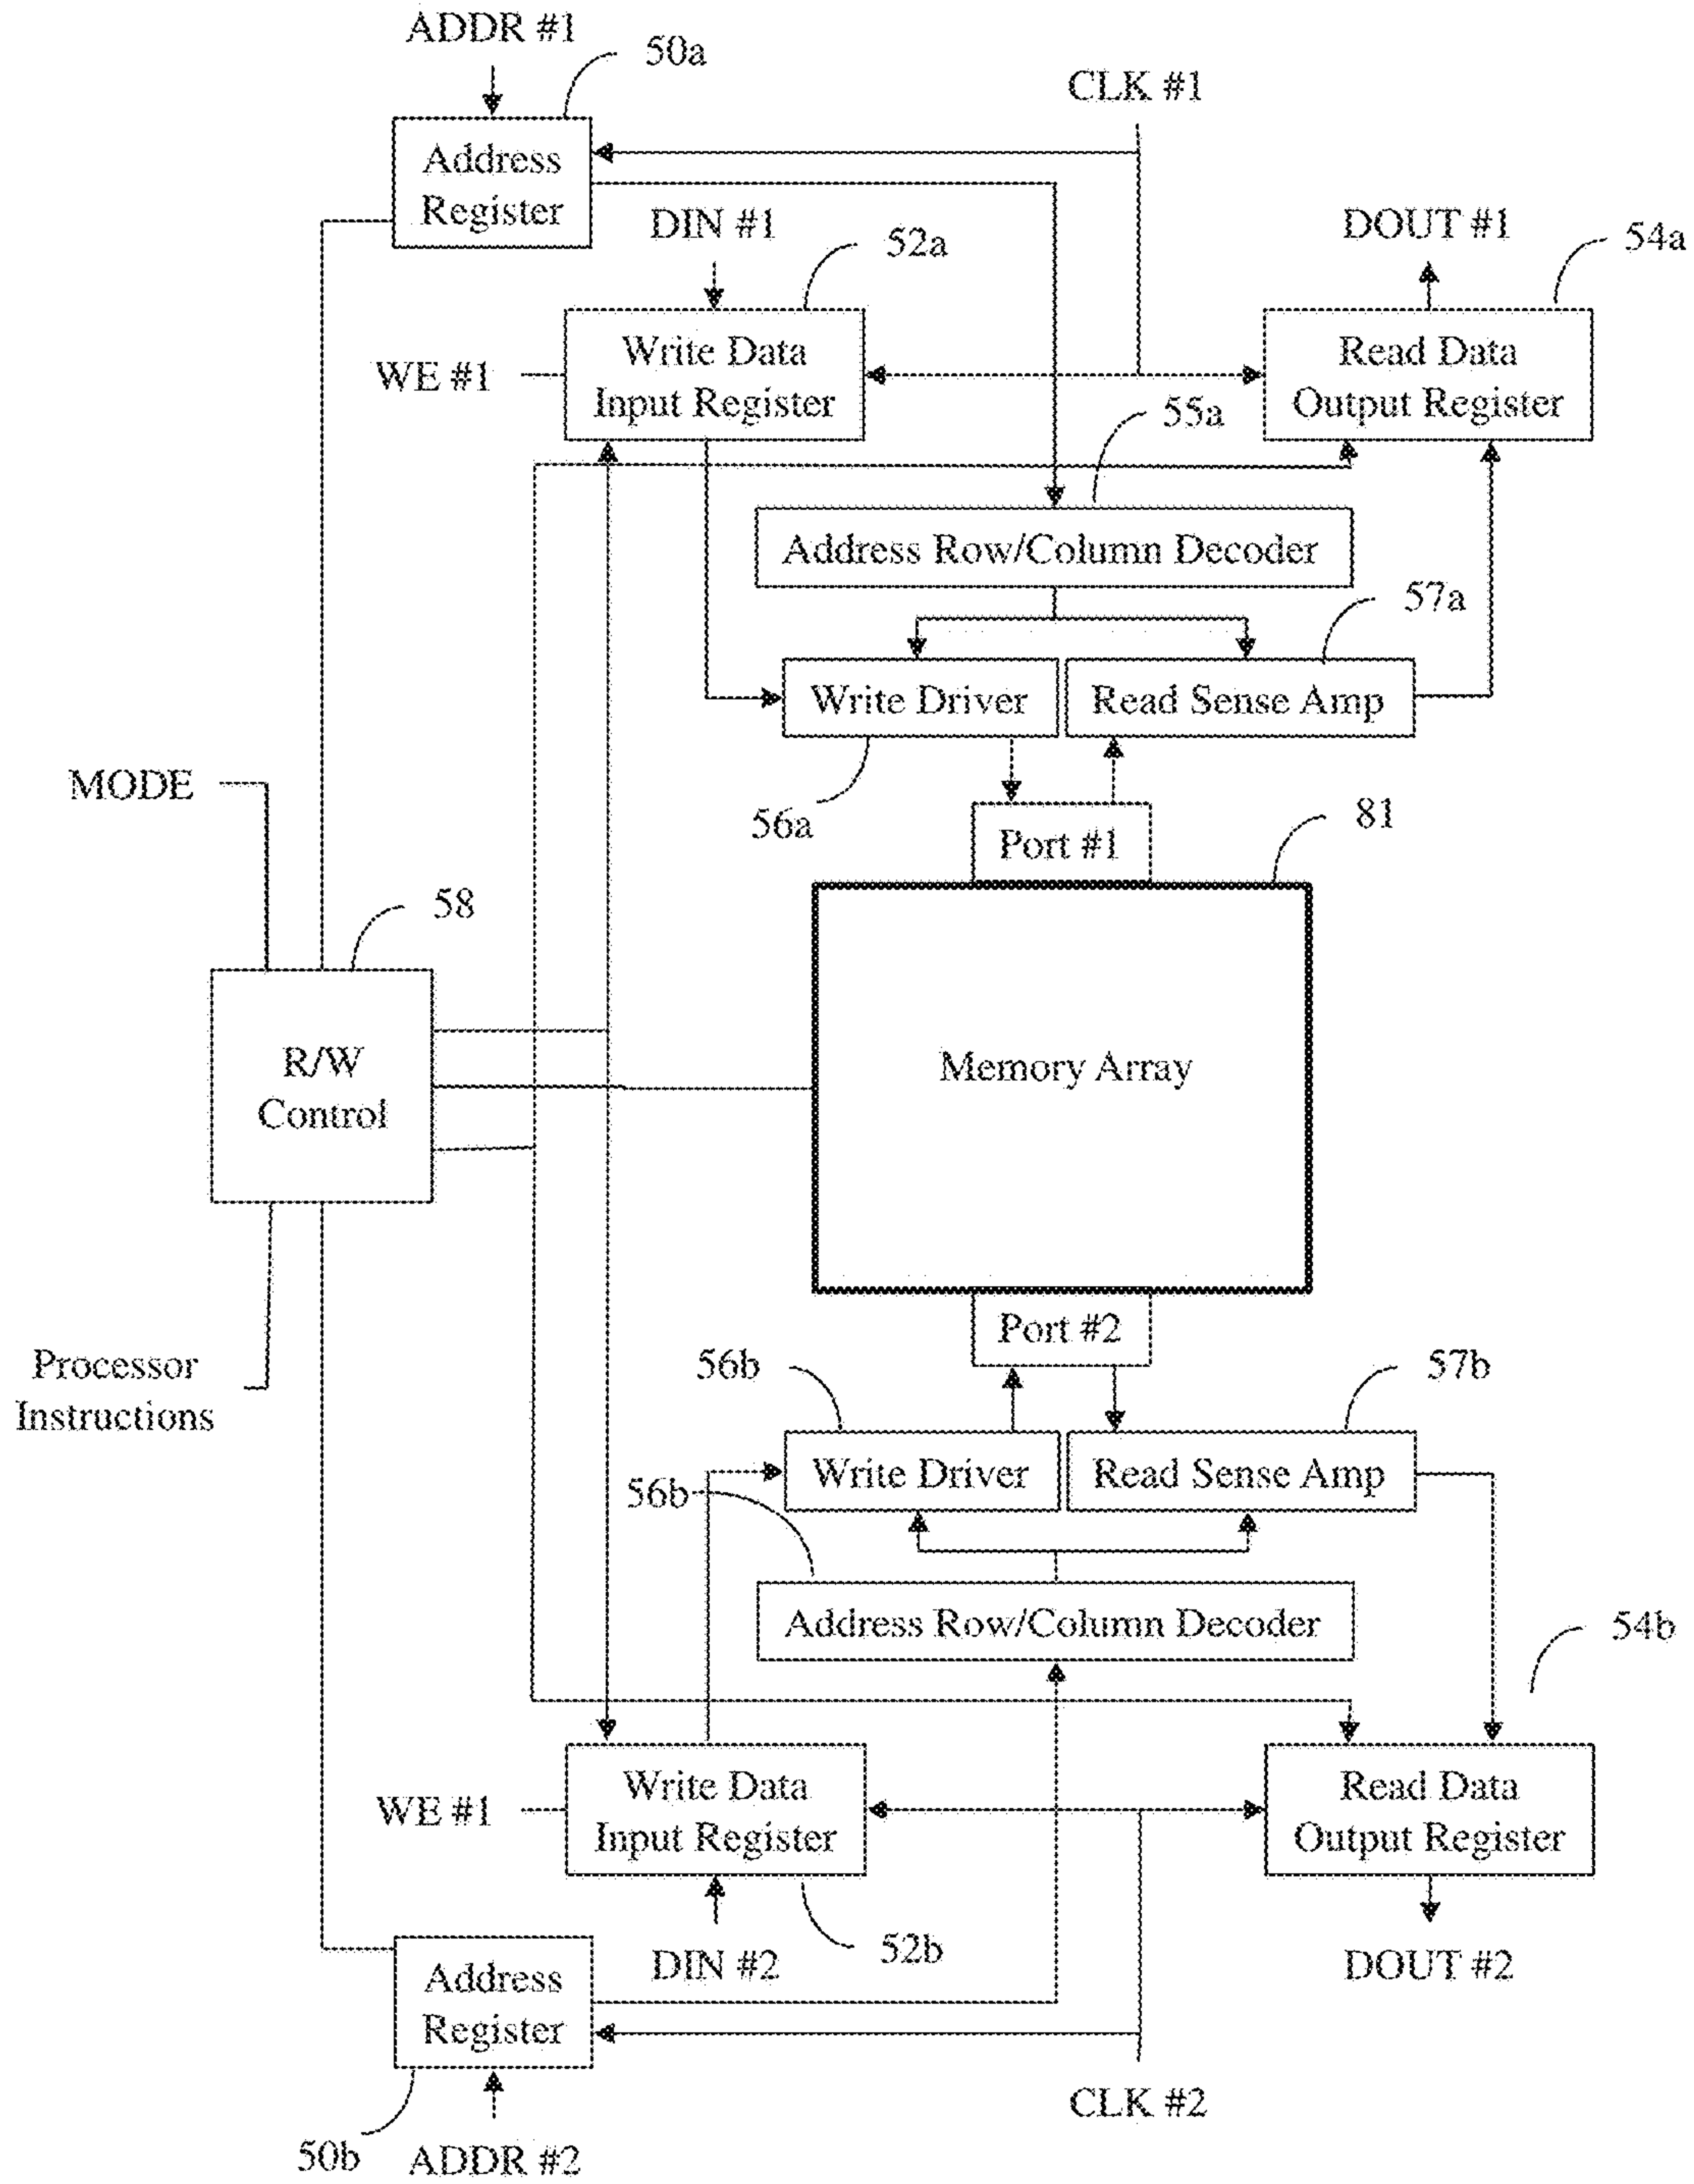 ADDR #1
50a
CLK #1
Address
Register
DIN #1
52a
DOUT #1
54a
WE #1
Write Data
Input Register
Read Data
Output Register
55a
Address Row/Column Decoder
57a
Write Driver
Read Sense Amp
MODE
56a
Port #1
81
58
R/W
Control
Memory Array
Port #2
Processor
Instructions
56b
57b
Write Driver
Read Sense Amp
56b
Address Row/Column Decoder
54b
WE #1
Write Data
Input Register
Read Data
Output Register
DIN #2
52b
DOUT #2
Address
Register
CLK #2
50b
ADDR #2